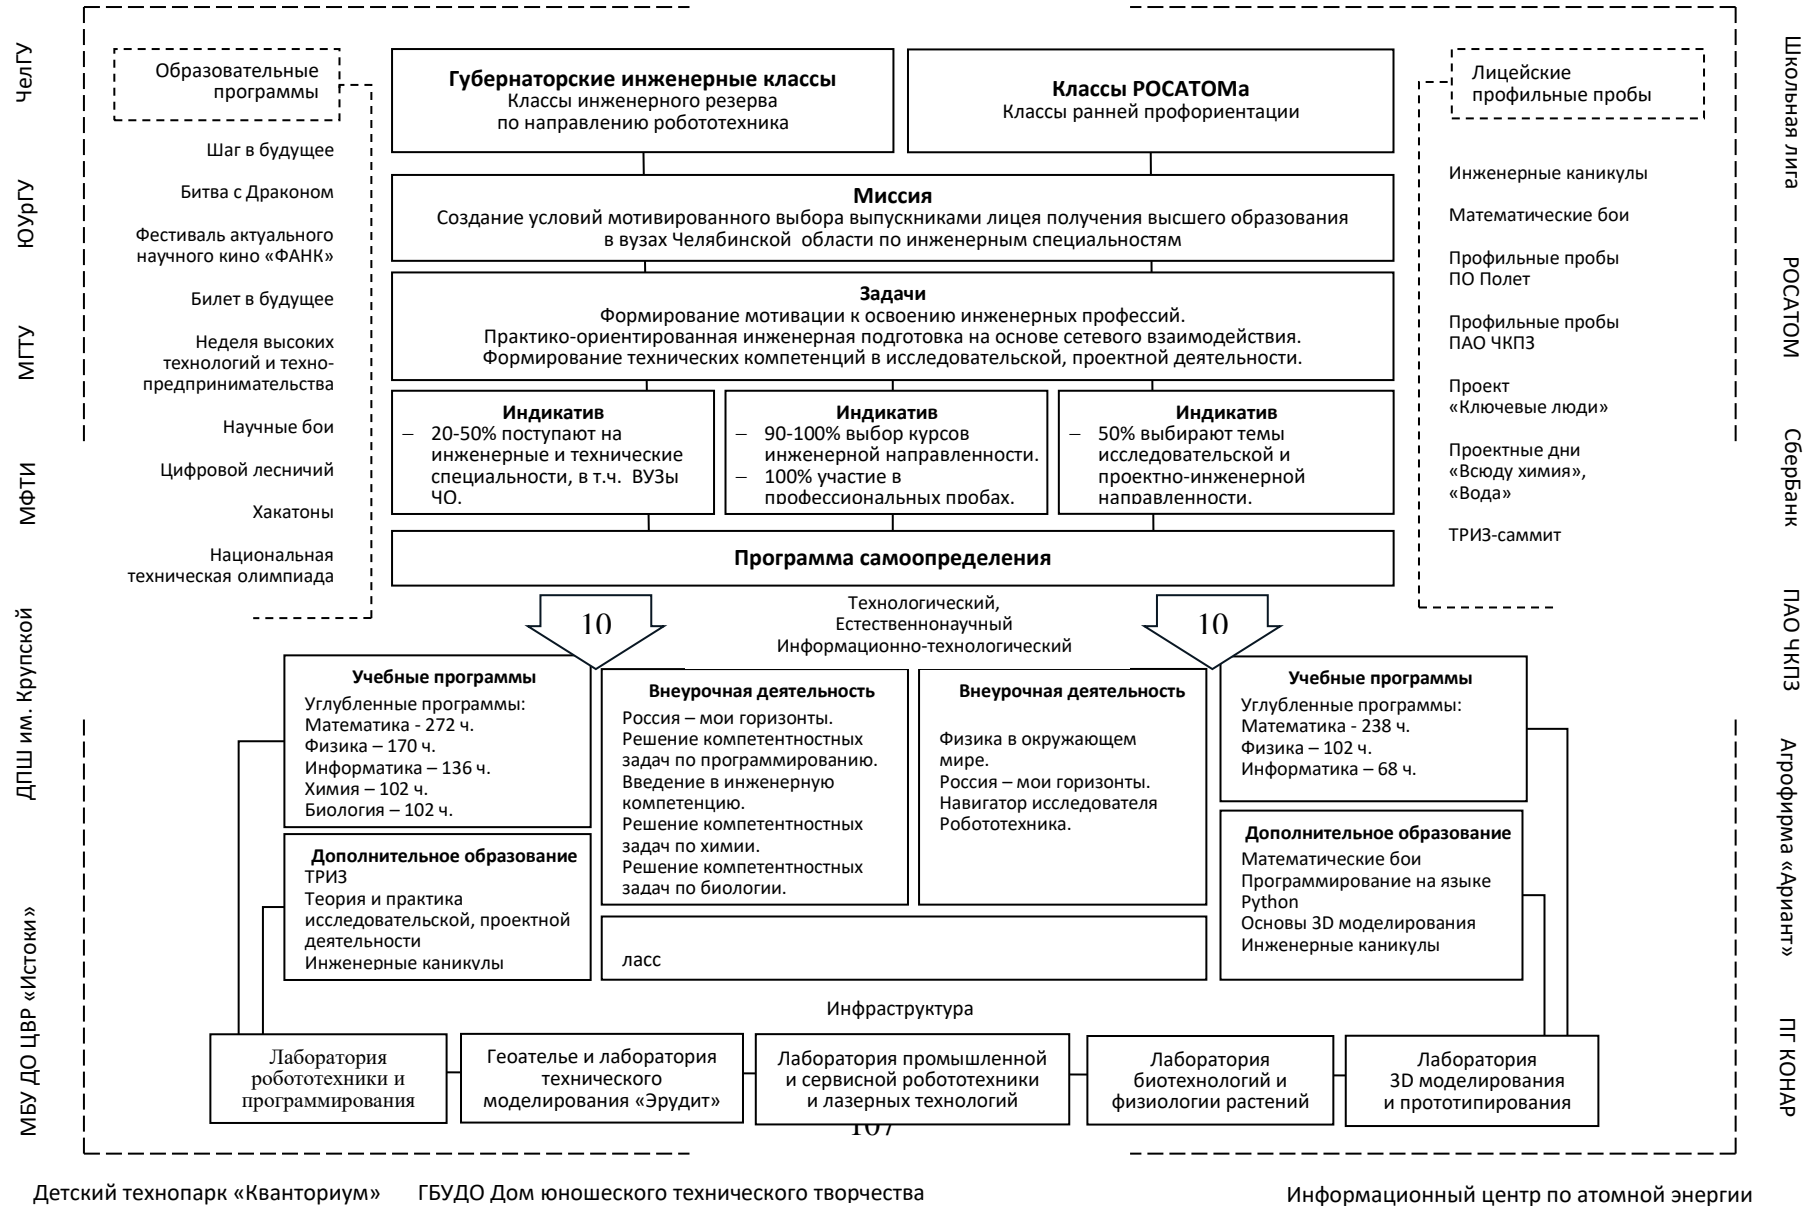 ЧелГУ
ЮУрГУ
МГТУ
МФТИ
ДПШ им. Крупской
МБУ ДО ЦВР «Истоки»
Образовательные
программы
Шаг в будущее
Битва с Драконом
Фестиваль актуального
научного кино «ФАНК»
Билет в будущее
Неделя высоких
технологий и техно-
предпринимательства
Научные бои
Цифровой лесничий
Хакатоны
Национальная
техническая олимпиада
Губернаторские инженерные классы
Классы инженерного резерва
по направлению робототехника
Классы РОСАТОМа
Классы ранней профориентации
Миссия
Создание условий мотивированного выбора выпускниками лицея получения высшего образования
в вузах Челябинской области по инженерным специальностям
Задачи
Формирование мотивации к освоению инженерных профессий.
Практико-ориентированная инженерная подготовка на основе сетевого взаимодействия.
Формирование технических компетенций в исследовательской, проектной деятельности.
Индикатив
– 20-50% поступают на
инженерные и технические
специальности, в т.ч. ВУЗы
ЧО.
Индикатив
– 90-100% выбор курсов
инженерной направленности.
– 100% участие в
профессиональных пробах.
Индикатив
– 50% выбирают темы
исследовательской и
проектно-инженерной
направленности.
Программа самоопределения
Лицейские
профильные пробы
Инженерные каникулы
Математические бои
Профильные пробы
ПО Полет
Профильные пробы
ПАО ЧКПЗ
Проект
«Ключевые люди»
Проектные дни
«Всюду химия»,
«Вода»
ТРИЗ-саммит
Школьная лига
РОСАТОМ
СберБанк
ПАО ЧКПЗ
Агрофирма «Ариант»
ПГ КОНАР
10
Технологический,
Естественнонаучный
Информационно-технологический
10
Учебные программы
Углубленные программы:
Математика - 272 ч.
Физика – 170 ч.
Информатика – 136 ч.
Химия – 102 ч.
Биология – 102 ч.
Дополнительное образование
ТРИЗ
Теория и практика
исследовательской, проектной
деятельности
Инженерные каникулы
Внеурочная деятельность
Россия – мои горизонты.
Решение компетентностных
задач по программированию.
Введение в инженерную
компетенцию.
Решение компетентностных
задач по химии.
Решение компетентностных
задач по биологии.
Внеурочная деятельность
Физика в окружающем
мире.
Россия – мои горизонты.
Навигатор исследователя
Робототехника.
ласс
Учебные программы
Углубленные программы:
Математика - 238 ч.
Физика – 102 ч.
Информатика – 68 ч.
Дополнительное образование
Математические бои
Программирование на языке
Python
Основы 3D моделирования
Инженерные каникулы
Инфраструктура
Лаборатория
робототехники и
программирования
Геоателье и лаборатория
технического
моделирования «Эрудит»
Лаборатория промышленной
и сервисной робототехники
и лазерных технологий
Лаборатория
биотехнологий и
физиологии растений
Лаборатория
3D моделирования
и прототипирования
107
Детский технопарк «Кванториум»
ГБУДО Дом юношеского технического творчества
Информационный центр по атомной энергии